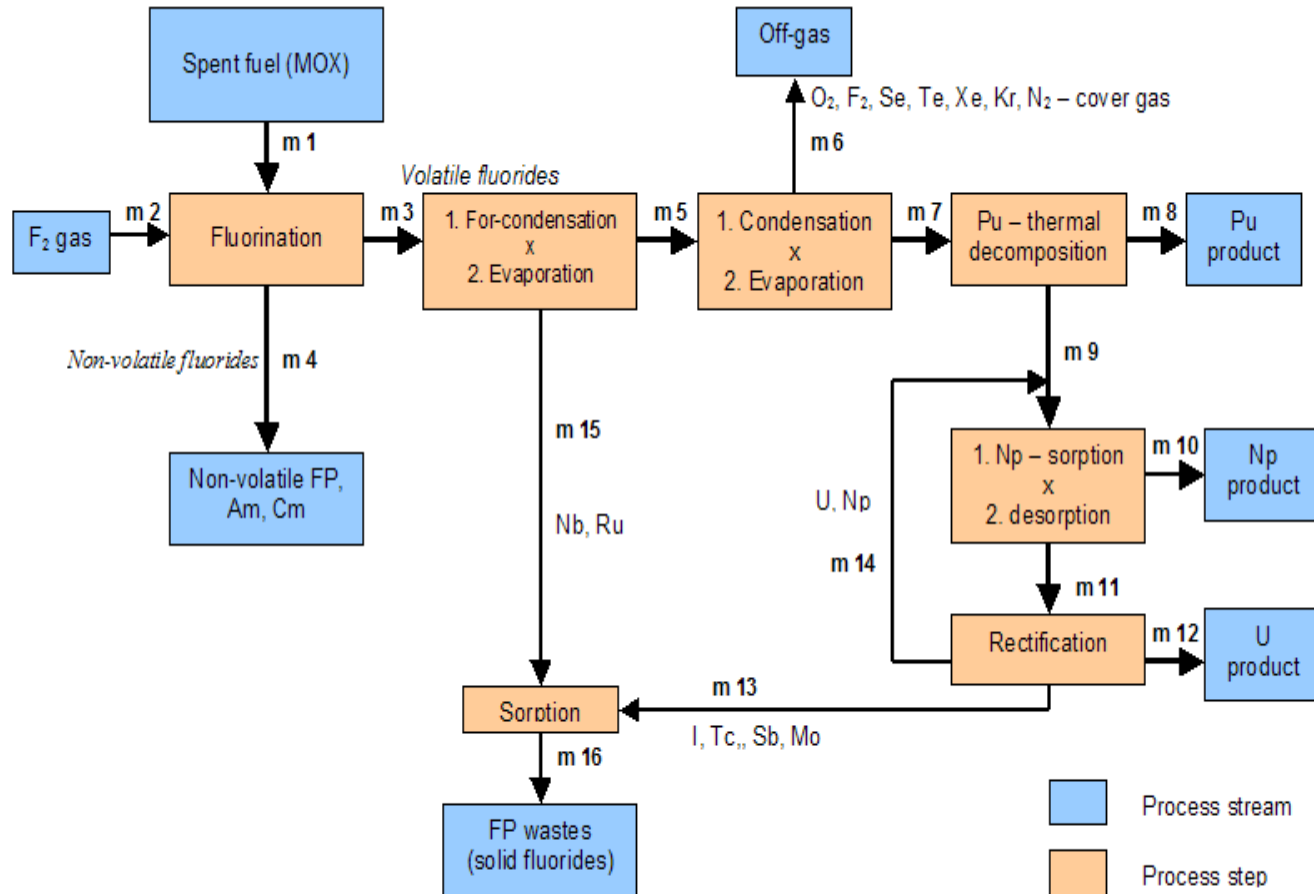 Spent fuel (MOX)
Off-gas
O₂, F₂, Se, Te, Xe, Kr, N₂ – cover gas
m 1
m 6
Volatile fluorides
F₂ gas
m 2
Fluorination
m 3
1. For-condensation
x
2. Evaporation
m 5
1. Condensation
x
2. Evaporation
m 7
Pu – thermal
decomposition
m 8
Pu
product
Non-volatile fluorides
m 4
m 9
Non-volatile FP,
Am, Cm
m 15
Nb, Ru
U, Np
m 14
1. Np – sorption
x
2. desorption
m 10
Np
product
m 11
Rectification
m 12
U
product
m 13
I, Tc,, Sb, Mo
Sorption
m 16
FP wastes
(solid fluorides)
Process stream
Process step